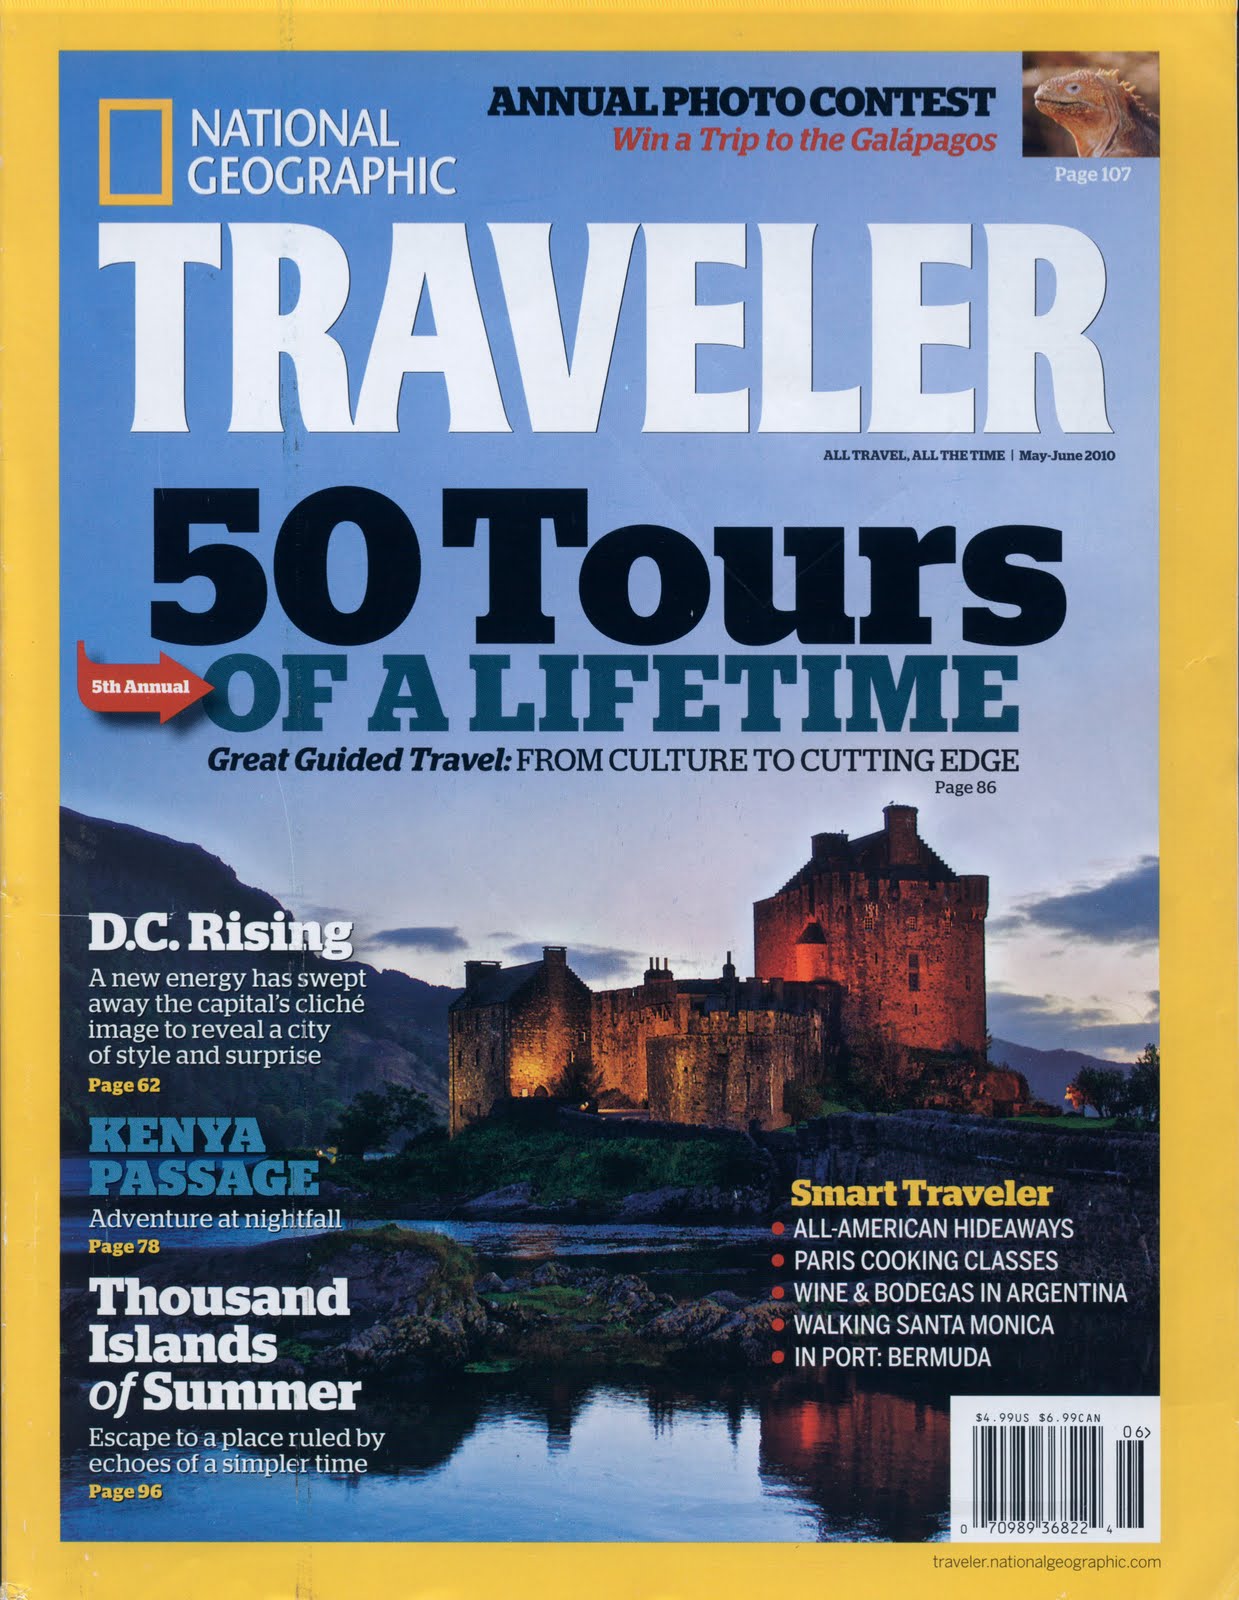 NATIONAL
GEOGRAPHIC
ANNUAL PHOTO CONTEST
Win a Trip to the Galápagos
Page 107
TRAVELER
ALL TRAVEL, ALL THE TIME | May-June 2010
50 Tours
5th Annual
OF A LIFETIME
Great Guided Travel: FROM CULTURE TO CUTTING EDGE
Page 86
D.C. Rising
A new energy has swept
away the capital's cliché
image to reveal a city
of style and surprise
Page 62
KENYA
PASSAGE
Adventure at nightfall
Page 78
Thousand
Islands
of Summer
Escape to a place ruled by
echoes of a simpler time
Page 96
Smart Traveler
• ALL-AMERICAN HIDEAWAYS
• PARIS COOKING CLASSES
• WINE & BODEGAS IN ARGENTINA
• WALKING SANTA MONICA
• IN PORT: BERMUDA
$4.99US $6.99CAN
06>
0 70989 36822 4
traveler.nationalgeographic.com